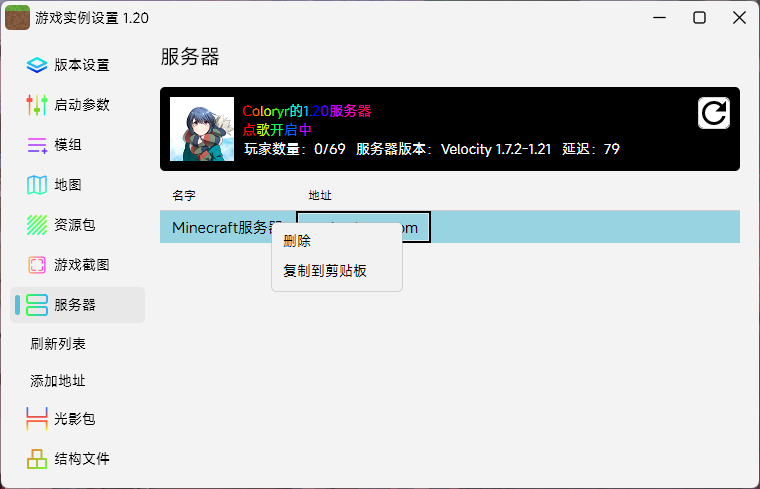 游戏实例设置 1.20
版本设置
启动参数
模组
地图
资源包
游戏截图
服务器
刷新列表
添加地址
光影包
结构文件
服务器
Coloryr的1.20服务器
点歌开启中
玩家数量：0/69 服务器版本：Velocity 1.7.2-1.21 延迟：79
名字 地址
Minecraft服务器
删除
复制到剪贴板